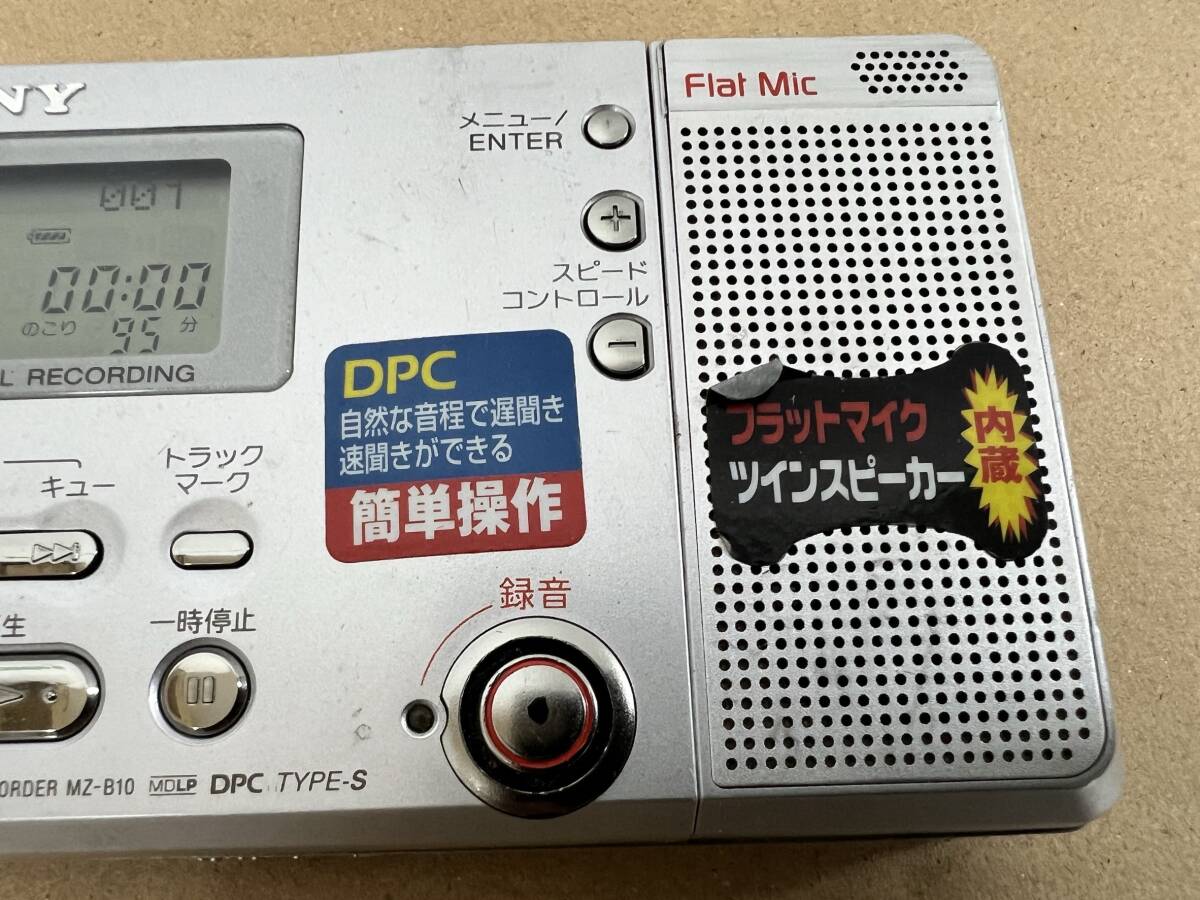 NY
メニュー/
ENTER
Flat Mic
007
00:00
のこり 95 分
L RECORDING
スピード
コントロール
DPC
自然な音程で遅聞き
速聞きができる
簡単操作
フラットマイク
ツインスピーカー
内蔵
キュー
トラック
マーク
生
一時停止
録音
ORDER MZ-B10 MDLP DPC TYPE-S